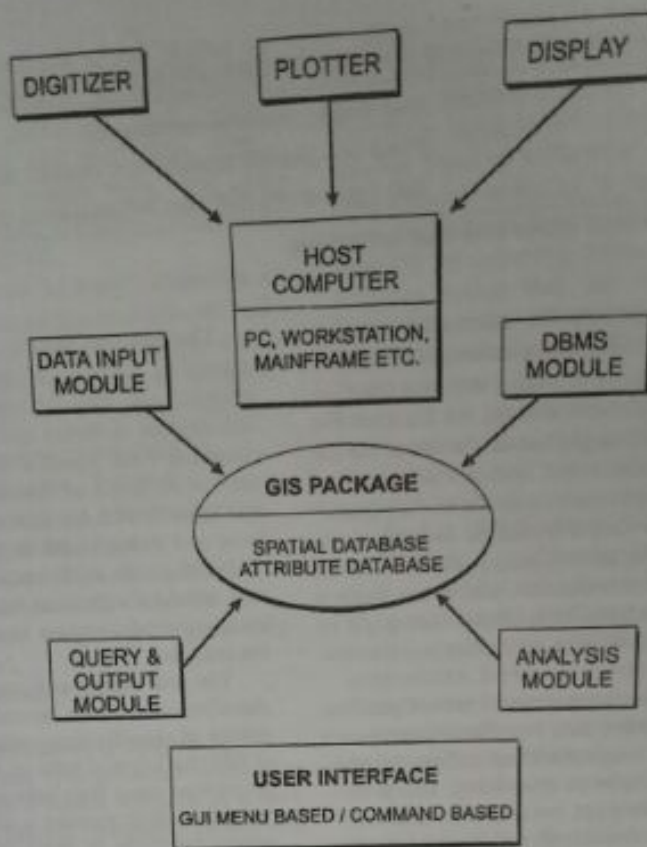 DIGITIZER
PLOTTER
DISPLAY
HOST
COMPUTER
PC, WORKSTATION,
MAINFRAME ETC.
DATA INPUT
MODULE
DBMS
MODULE
GIS PACKAGE
SPATIAL DATABASE
ATTRIBUTE DATABASE
QUERY &
OUTPUT
MODULE
ANALYSIS
MODULE
USER INTERFACE
GUI MENU BASED / COMMAND BASED